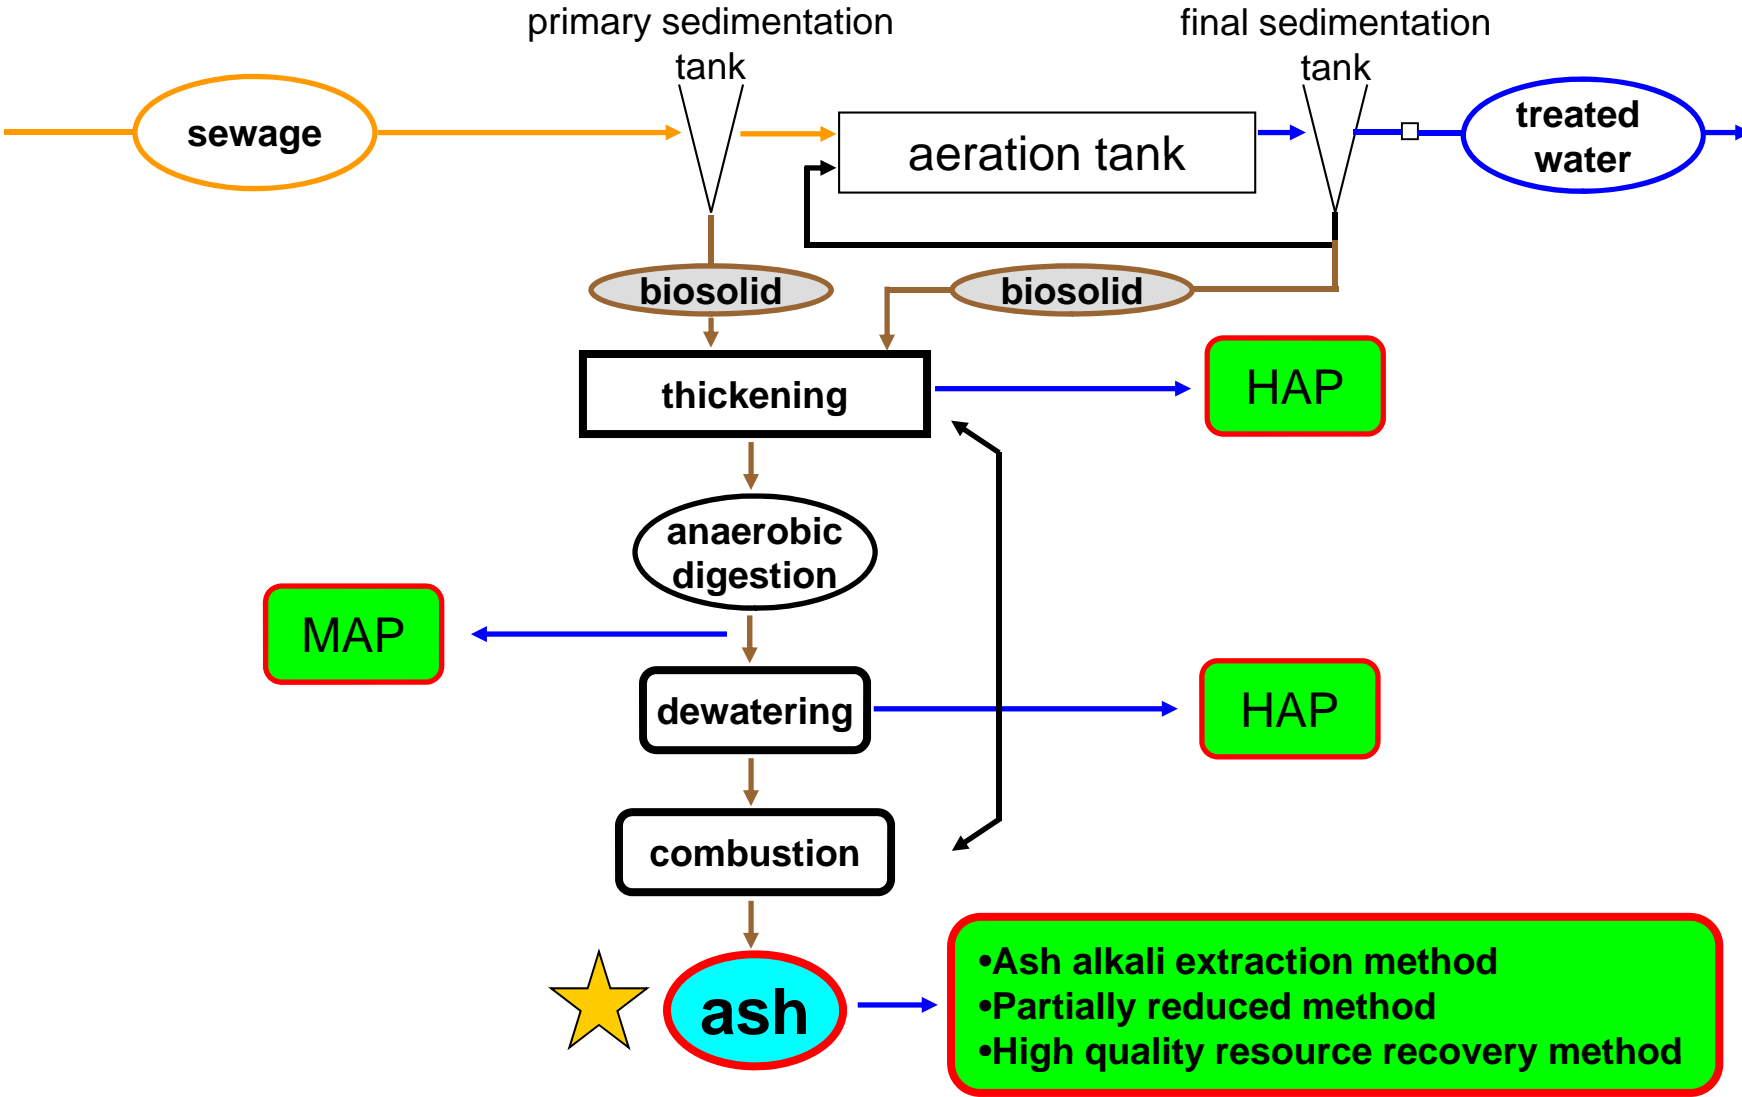 primary sedimentation
tank
final sedimentation
tank
sewage
aeration tank
treated
water
biosolid
biosolid
thickening
HAP
anaerobic
digestion
MAP
dewatering
HAP
combustion
ash
•Ash alkali extraction method
•Partially reduced method
•High quality resource recovery method